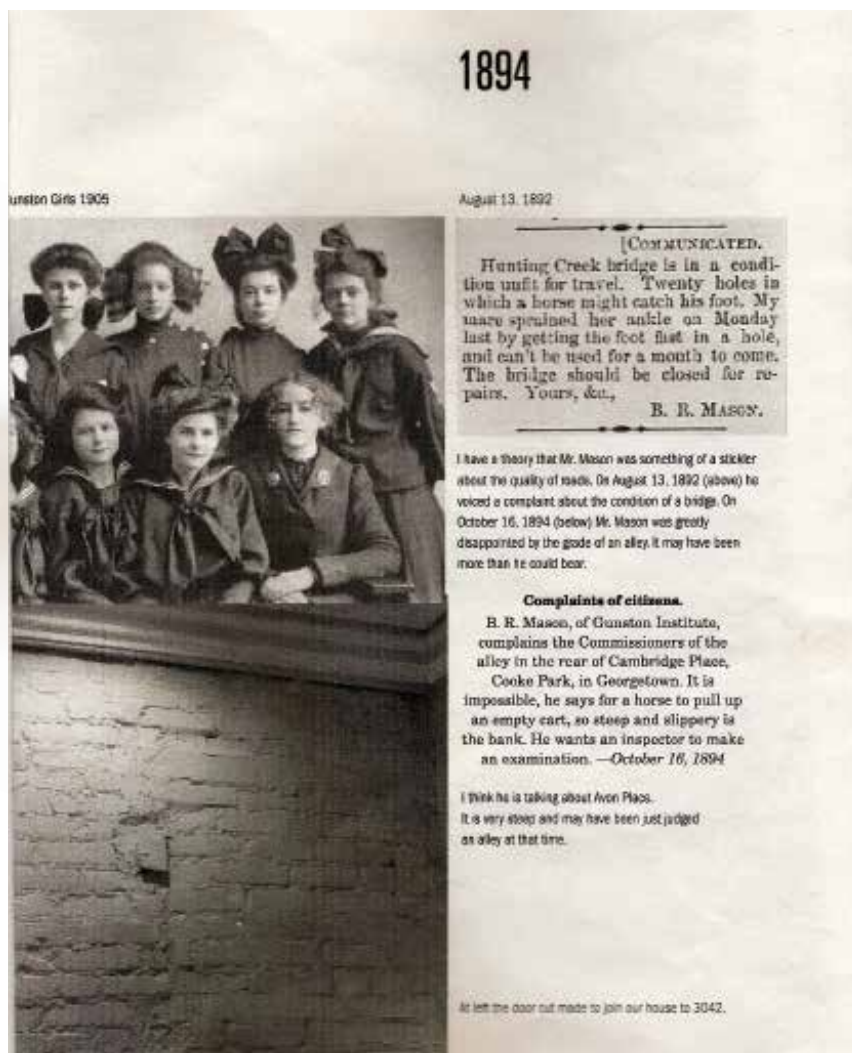 1894
unston Girls 1905
August 13, 1892
[COMMUNICATED.
Hunting Creek bridge is in a condi-
tion unfit for travel. Twenty holes in
which a horse might catch his foot. My
mare sprained her ankle on Monday
last by getting the foot fast in a hole,
and can't be used for a month to come.
The bridge should be closed for re-
pairs. Yours, &c.,
B. R. MASON.
I have a theory that Mr. Mason was something of a stickler
about the quality of roads. On August 13, 1892 (above) he
voiced a complaint about the condition of a bridge. On
October 16, 1894 (below) Mr. Mason was greatly
disappointed by the grade of an alley. It may have been
more than he could bear.
Complaints of citizens.
B. R. Mason, of Gunston Institute,
complains the Commissioners of the
alley in the rear of Cambridge Place,
Cooke Park, in Georgetown. It is
impossible, he says for a horse to pull up
an empty cart, so steep and slippery is
the bank. He wants an inspector to make
an examination. —October 16, 1894
I think he is talking about Avon Place.
It is very steep and may have been just judged
an alley at that time.
At left the door cut made to join our house to 3042.